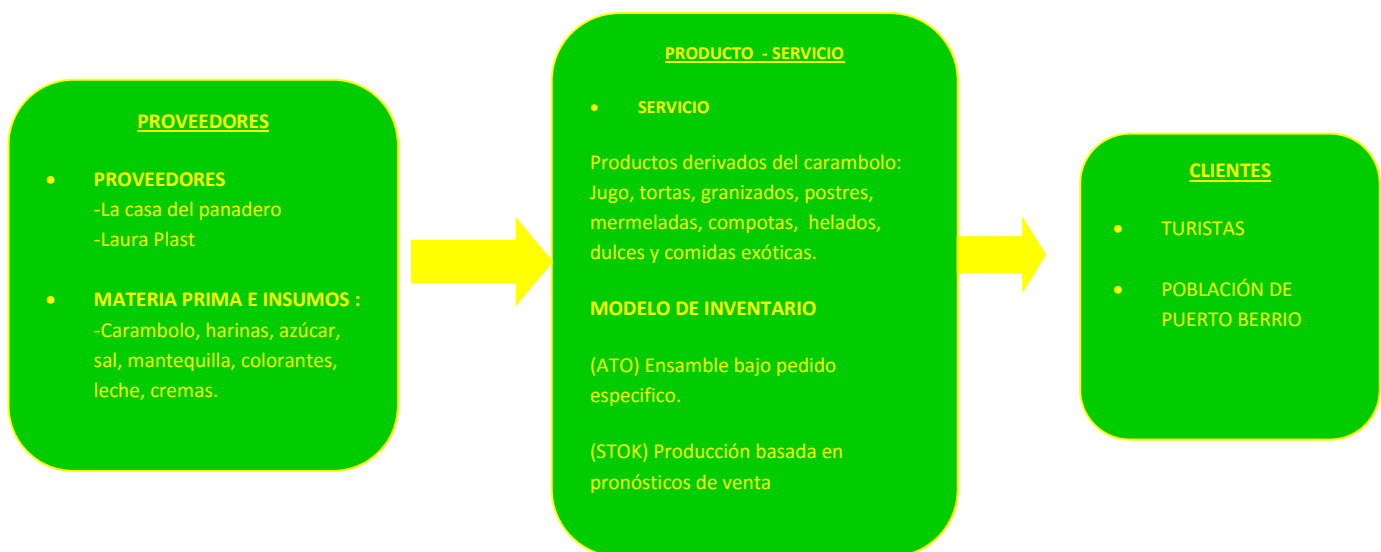 PROVEEDORES
• PROVEEDORES
-La casa del panadero
-Laura Plast
• MATERIA PRIMA E INSUMOS :
-Carambolo, harinas, azúcar,
sal, mantequilla, colorantes,
leche, cremas.
PRODUCTO - SERVICIO
• SERVICIO
Productos derivados del carambolo:
Jugo, tortas, granizados, postres,
mermeladas, compotas, helados,
dulces y comidas exóticas.
MODELO DE INVENTARIO
(ATO) Ensamble bajo pedido
especifico.
(STOK) Producción basada en
pronósticos de venta
CLIENTES
• TURISTAS
• POBLACIÓN DE
PUERTO BERRIO